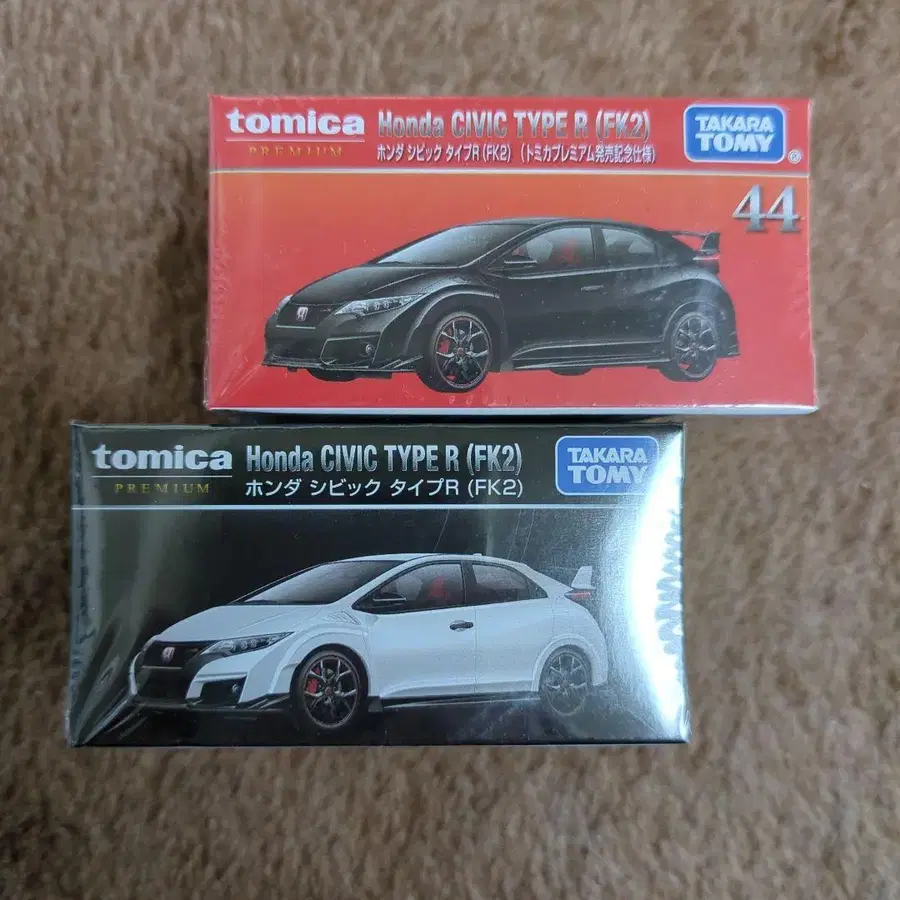 tomica
PREMIUM
Honda CIVIC TYPE R (FK2)
ホンダ シビック タイプR (FK2) (トミカプレミアム発売記念仕様)
TAKARA
TOMY
®
44
tomica
PREMIUM
Honda CIVIC TYPE R (FK2)
ホンダ シビック タイプR (FK2)
TAKARA
TOMY